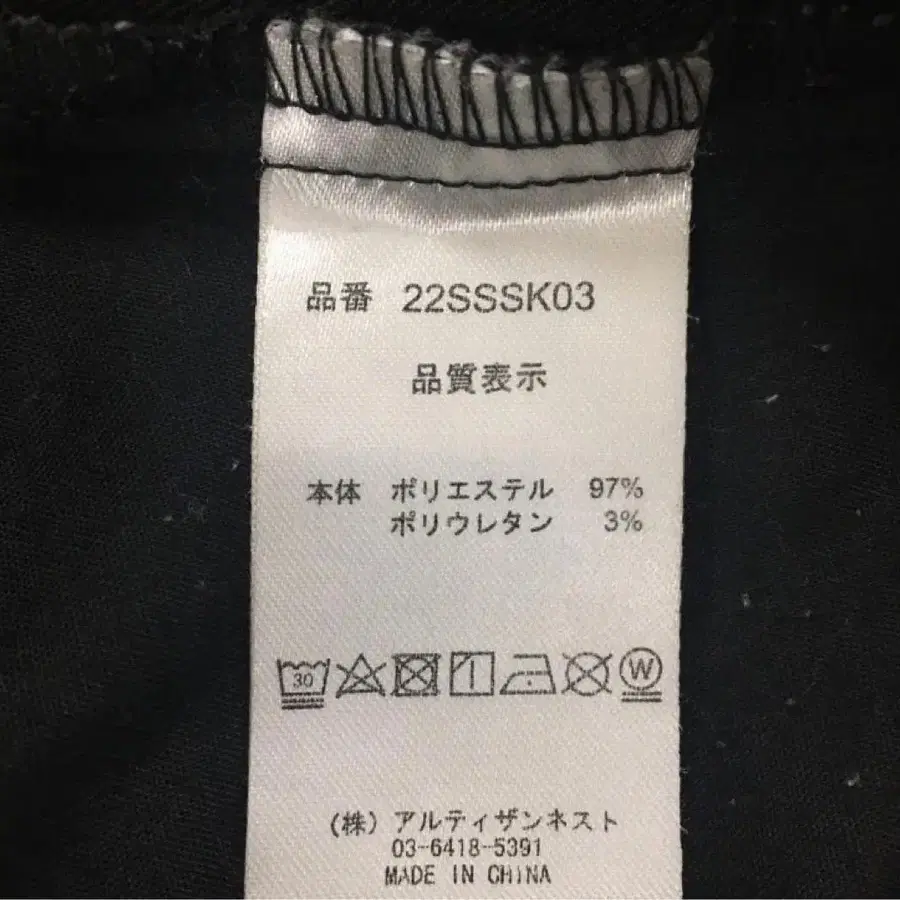 品番 22SSSK03
品質表示
本体 ポリエステル 97%
ポリウレタン 3%
30 W
(株)アルティザンネスト
03-6418-5391
MADE IN CHINA